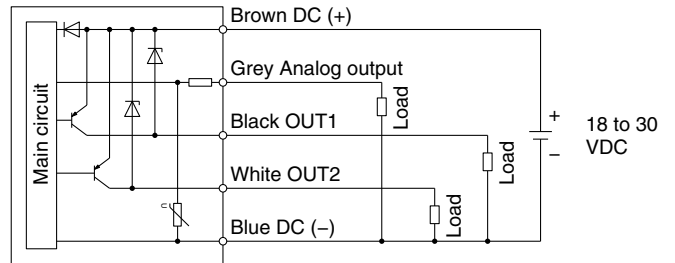 Brown DC (+)
Grey Analog output
Black OUT1
White OUT2
Blue DC (−)
Main circuit
Load
Load
Load
+
−
18 to 30
VDC
U